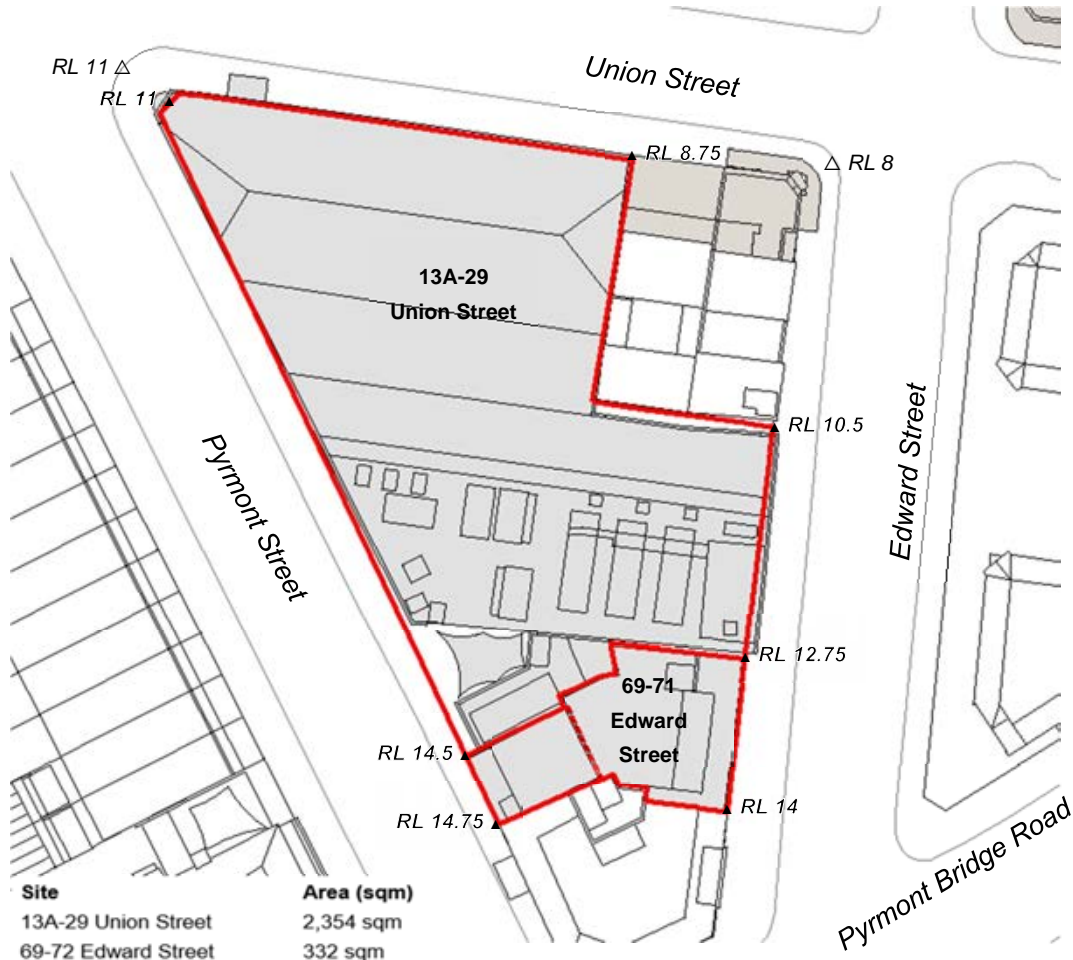 Union Street
RL 11
RL 11
RL 8.75
RL 8
13A-29
Union Street
RL 10.5
Edward Street
Pyrmont Street
RL 12.75
69-71
Edward
Street
RL 14.5
RL 14
RL 14.75
Pyrmont Bridge Road
Site Area (sqm)
13A-29 Union Street 2,354 sqm
69-72 Edward Street 332 sqm